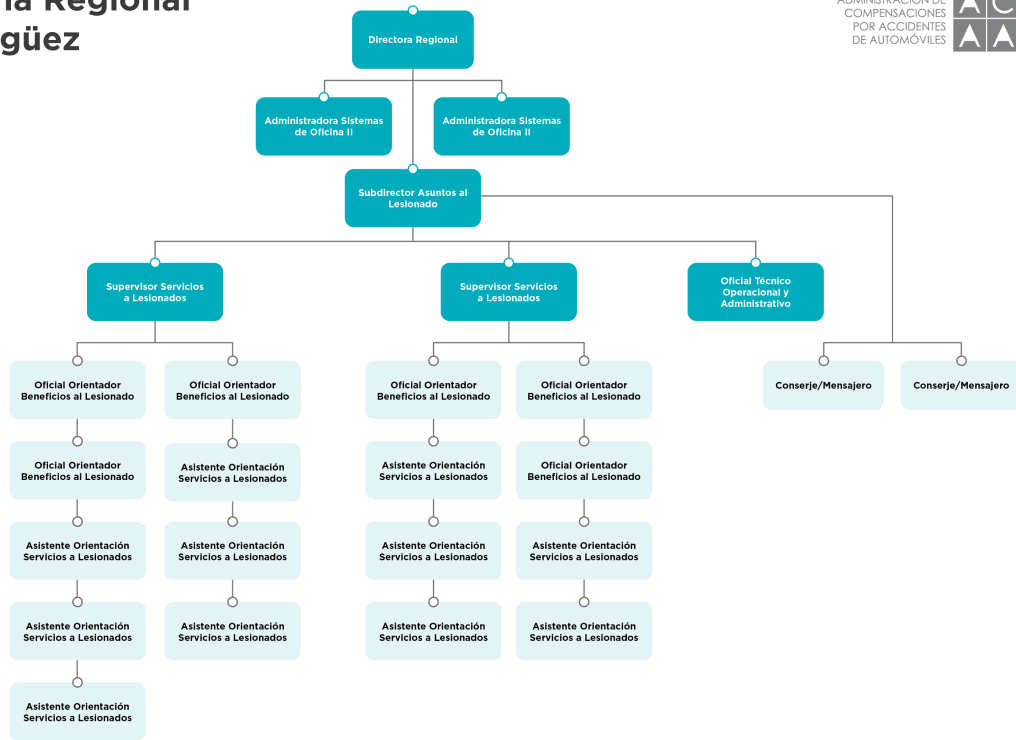 Regional
güez
COMPENSACIONES
POR ACCIDENTES
DE AUTOMÓVILES
A C
A A
Directora Regional
Administradora Sistemas
de Oficina II
Administradora Sistemas
de Oficina II
Subdirector Asuntos al
Lesionado
Supervisor Servicios
a Lesionados
Supervisor Servicios
a Lesionados
Oficial Técnico
Operacional y
Administrativo
Oficial Orientador
Beneficios al Lesionado
Oficial Orientador
Beneficios al Lesionado
Oficial Orientador
Beneficios al Lesionado
Oficial Orientador
Beneficios al Lesionado
Conserje/Mensajero
Conserje/Mensajero
Oficial Orientador
Beneficios al Lesionado
Asistente Orientación
Servicios a Lesionados
Asistente Orientación
Servicios a Lesionados
Oficial Orientador
Beneficios al Lesionado
Asistente Orientación
Servicios a Lesionados
Asistente Orientación
Servicios a Lesionados
Asistente Orientación
Servicios a Lesionados
Asistente Orientación
Servicios a Lesionados
Asistente Orientación
Servicios a Lesionados
Asistente Orientación
Servicios a Lesionados
Asistente Orientación
Servicios a Lesionados
Asistente Orientación
Servicios a Lesionados
Asistente Orientación
Servicios a Lesionados